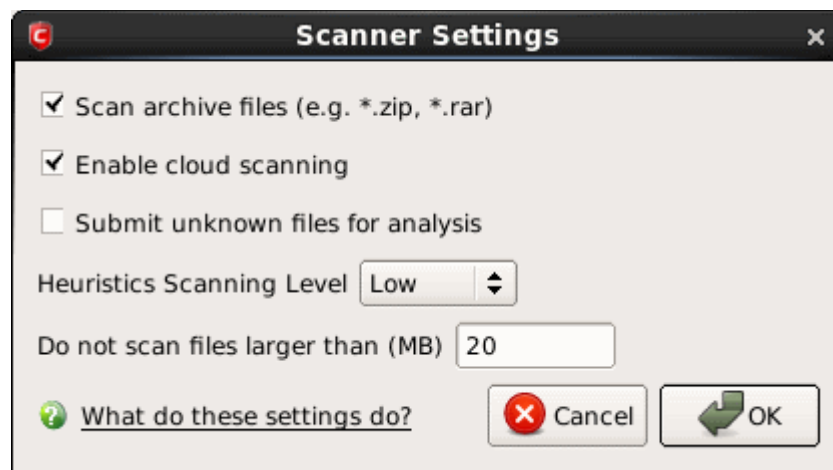 Scanner Settings
Scan archive files (e.g. *.zip, *.rar)
Enable cloud scanning
Submit unknown files for analysis
Heuristics Scanning Level Low
Do not scan files larger than (MB) 20
What do these settings do? Cancel OK